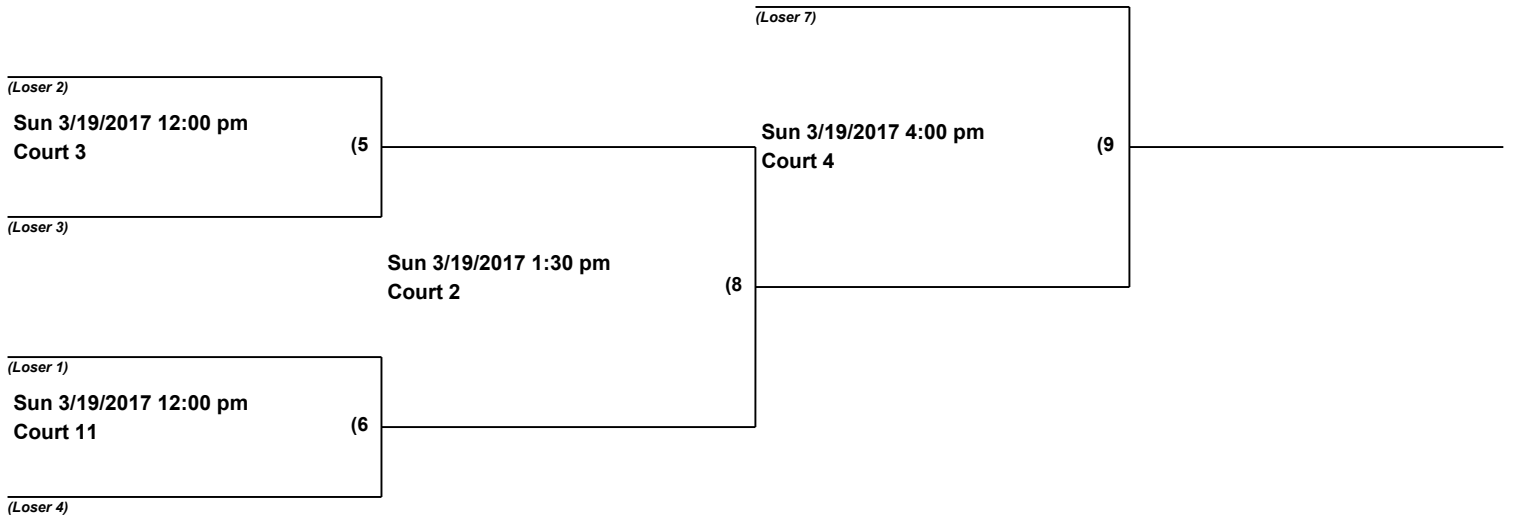 (Loser 7)
(Loser 2)
Sun 3/19/2017 12:00 pm
Court 3
(5
Sun 3/19/2017 4:00 pm
Court 4
(9
(Loser 3)
Sun 3/19/2017 1:30 pm
Court 2
(8
(Loser 1)
Sun 3/19/2017 12:00 pm
Court 11
(6
(Loser 4)